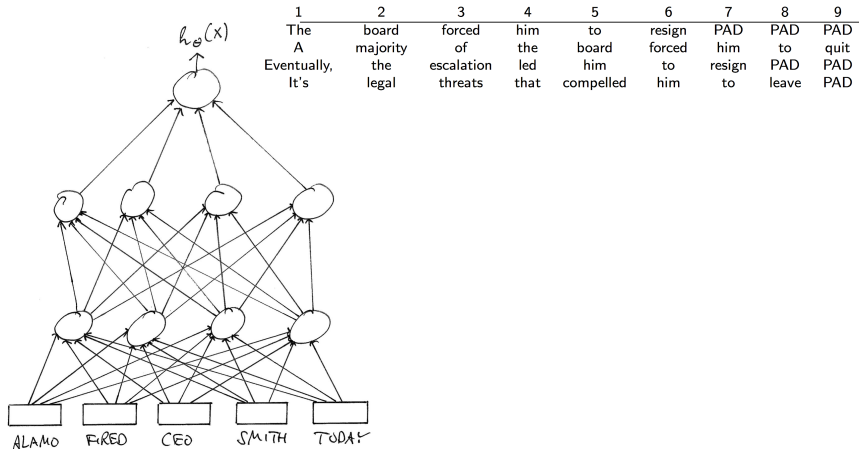 hθ(x)
1 2 3 4 5 6 7 8 9
The board forced him to resign PAD PAD PAD
A majority of the board forced him to quit
Eventually, the escalation led him to resign PAD PAD
It's legal threats that compelled him to leave PAD
ALAMO FIRED CEO SMITH TODAY